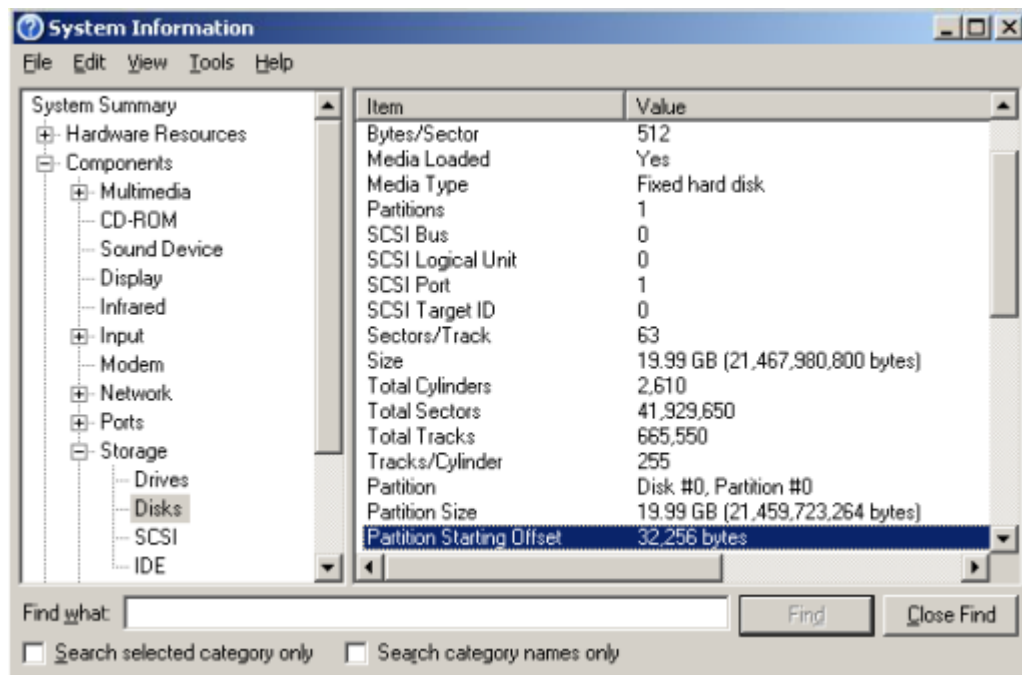 System Information
File Edit View Tools Help
System Summary
Hardware Resources
Components
Multimedia
CD-ROM
Sound Device
Display
Infrared
Input
Modem
Network
Ports
Storage
Drives
Disks
SCSI
IDE
Item Value
Bytes/Sector 512
Media Loaded Yes
Media Type Fixed hard disk
Partitions 1
SCSI Bus 0
SCSI Logical Unit 0
SCSI Port 1
SCSI Target ID 0
Sectors/Track 63
Size 19.99 GB (21,467,980,800 bytes)
Total Cylinders 2,610
Total Sectors 41,929,650
Total Tracks 665,550
Tracks/Cylinder 255
Partition Disk #0, Partition #0
Partition Size 19.99 GB (21,459,723,264 bytes)
Partition Starting Offset 32,256 bytes
Find what:
Find
Close Find
Search selected category only
Search category names only